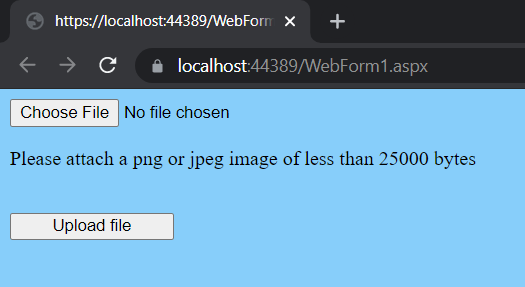 https://localhost:44389/WebForm
localhost:44389/WebForm1.aspx
Choose File No file chosen
Please attach a png or jpeg image of less than 25000 bytes
Upload file